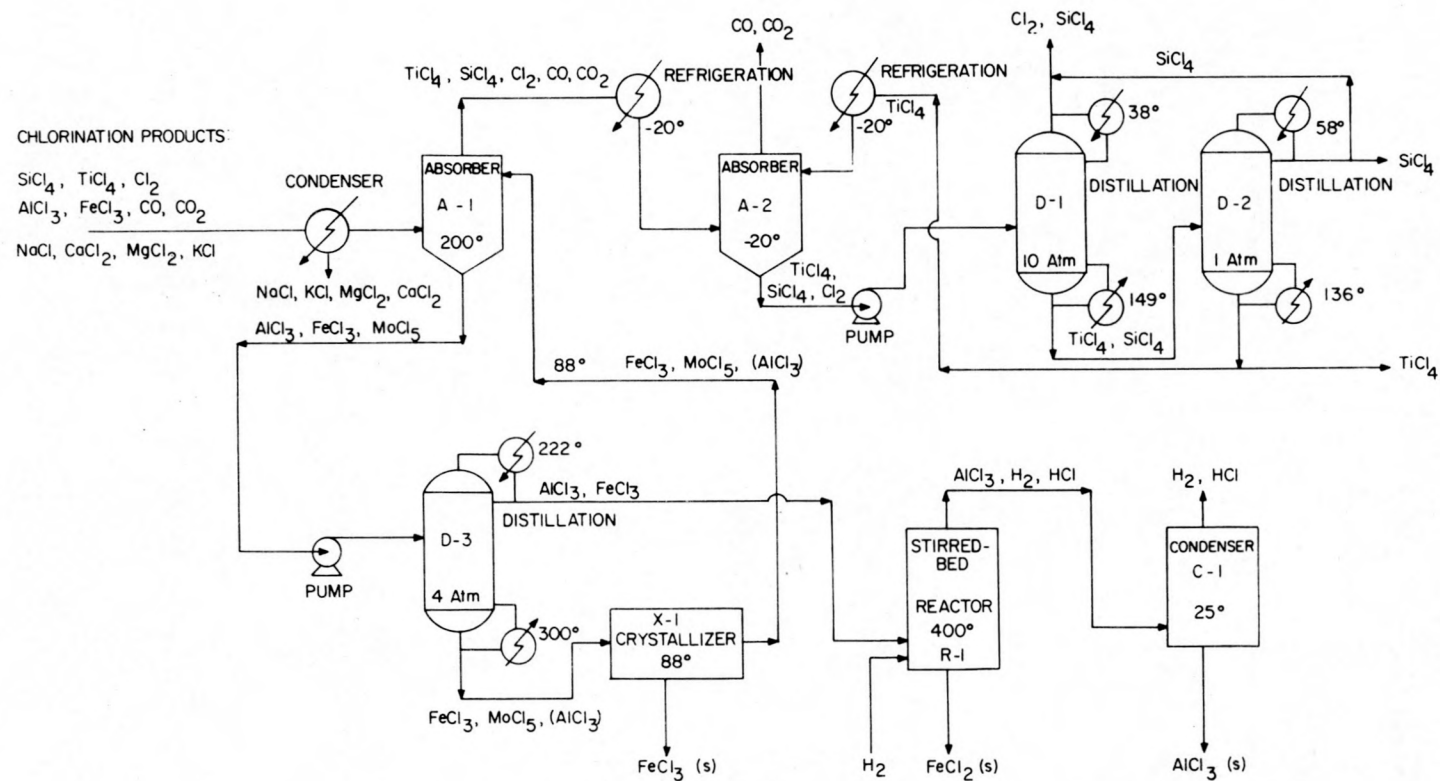 CO, CO2
Cl2, SiCl4
SiCl4
TiCl4, SiCl4, Cl2, CO, CO2
REFRIGERATION
-20°
REFRIGERATION
TiCl4
-20°
38°
58°
CHLORINATION PRODUCTS:
SiCl4, TiCl4, Cl2
AlCl3, FeCl3, CO, CO2
NaCl, CaCl2, MgCl2, KCl
CONDENSER
NaCl, KCl, MgCl2, CaCl2
ABSORBER
A-1
200°
ABSORBER
A-2
-20°
TiCl4,
SiCl4, Cl2
PUMP
D-1
10 Atm
DISTILLATION
149°
TiCl4, SiCl4
D-2
1 Atm
DISTILLATION
136°
SiCl4
TiCl4
AlCl3, FeCl3, MoCl5
88°
FeCl3, MoCl5, (AlCl3)
PUMP
222°
AlCl3, FeCl3
DISTILLATION
D-3
4 Atm
300°
FeCl3, MoCl5, (AlCl3)
X-1
CRYSTALLIZER
88°
FeCl3 (s)
AlCl3, H2, HCl
STIRRED-
BED
REACTOR
400°
R-1
H2
FeCl2(s)
H2, HCl
CONDENSER
C-1
25°
AlCl3 (s)